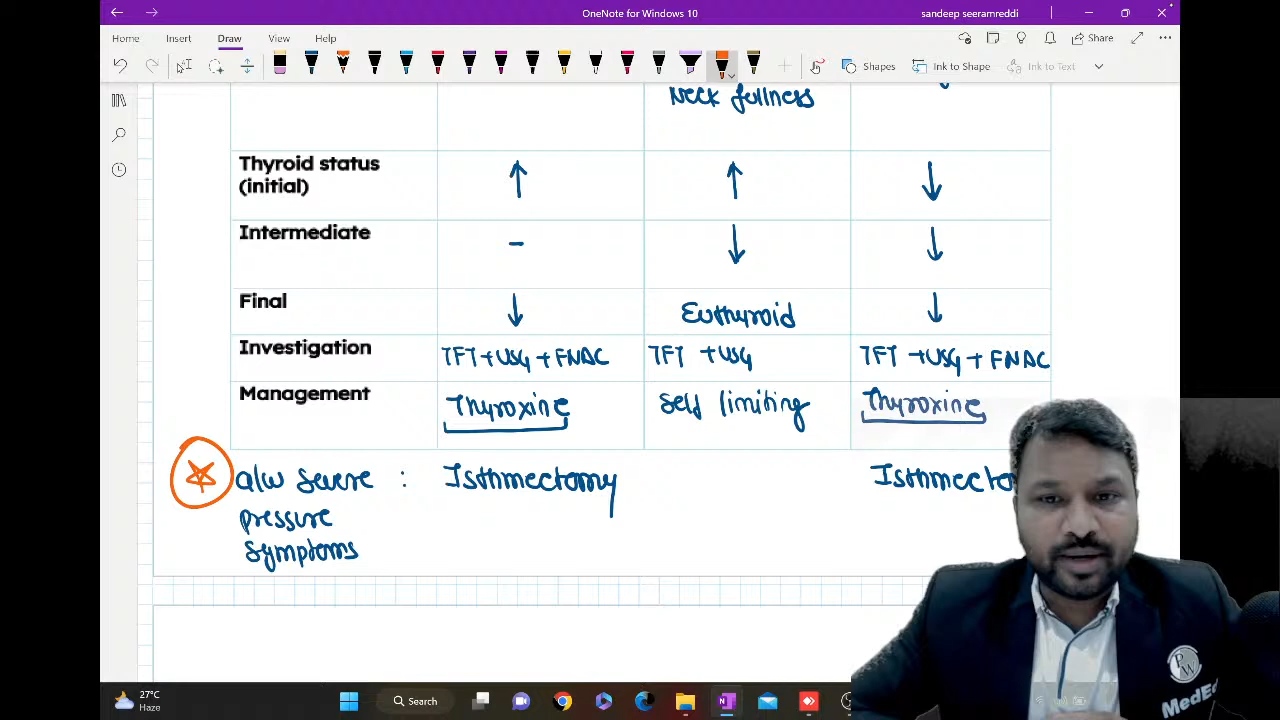 OneNote for Windows 10
sandeep seeramreddi
Home Insert Draw View Help
Share
Shapes Ink to Shape Ink to Text
Neck fullness
Thyroid status ↑ ↑ ↓
(initial)
Intermediate - ↓ ↓
Final ↓ Euthyroid ↓
Investigation TFT+USG+FNAC TFT +USG TFT +USG+FNAC
Management Thyroxine Self limiting Thyroxine
a/w severe : Isthmectomy
pressure
symptoms
27°C
Haze
Search
PW